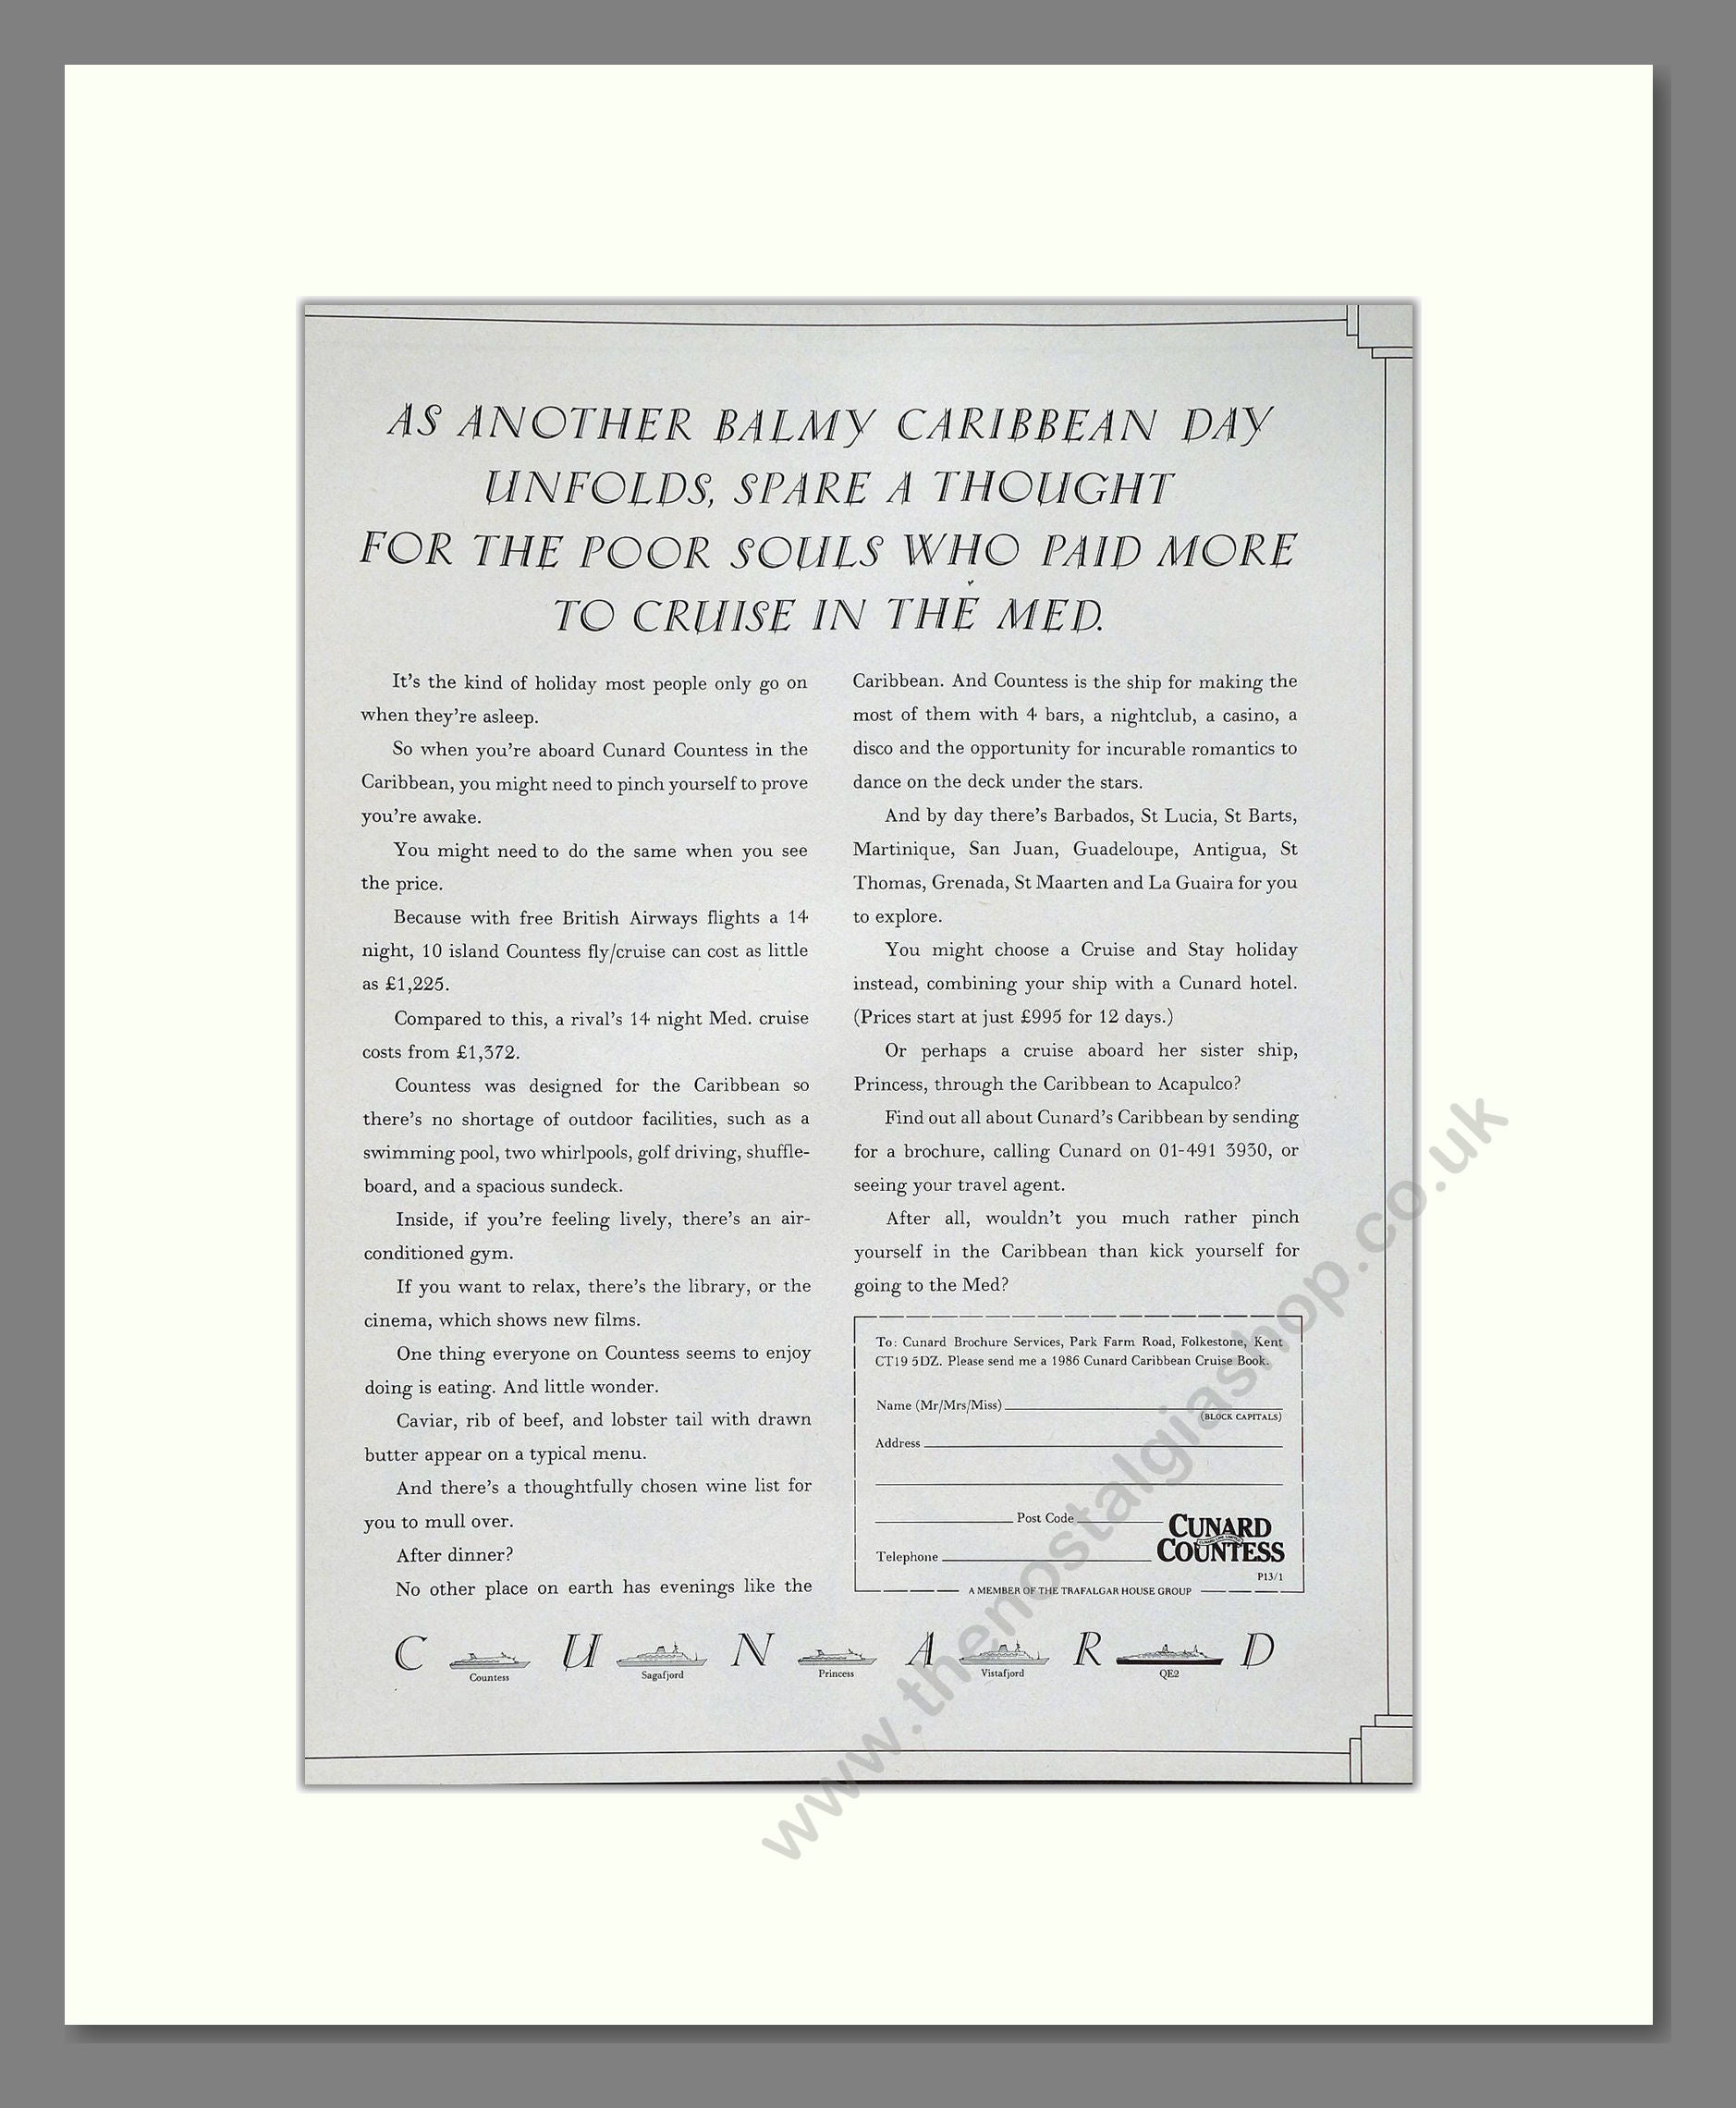 AS ANOTHER BALMY CARIBBEAN DAY
UNFOLDS, SPARE A THOUGHT
FOR THE POOR SOULS WHO PAID MORE
TO CRUISE IN THE MED.
It's the kind of holiday most people only go on
when they're asleep.
So when you're aboard Cunard Countess in the
Caribbean, you might need to pinch yourself to prove
you're awake.
You might need to do the same when you see
the price.
Because with free British Airways flights a 14
night, 10 island Countess fly/cruise can cost as little
as £1,225.
Compared to this, a rival's 14 night Med. cruise
costs from £1,372.
Countess was designed for the Caribbean so
there's no shortage of outdoor facilities, such as a
swimming pool, two whirlpools, golf driving, shuffle-
board, and a spacious sundeck.
Inside, if you're feeling lively, there's an air-
conditioned gym.
If you want to relax, there's the library, or the
cinema, which shows new films.
One thing everyone on Countess seems to enjoy
doing is eating. And little wonder.
Caviar, rib of beef, and lobster tail with drawn
butter appear on a typical menu.
And there's a thoughtfully chosen wine list for
you to mull over.
After dinner?
No other place on earth has evenings like the
Caribbean. And Countess is the ship for making the
most of them with 4 bars, a nightclub, a casino, a
disco and the opportunity for incurable romantics to
dance on the deck under the stars.
And by day there's Barbados, St Lucia, St Barts,
Martinique, San Juan, Guadeloupe, Antigua, St
Thomas, Grenada, St Maarten and La Guaira for you
to explore.
You might choose a Cruise and Stay holiday
instead, combining your ship with a Cunard hotel.
(Prices start at just £995 for 12 days.)
Or perhaps a cruise aboard her sister ship,
Princess, through the Caribbean to Acapulco?
Find out all about Cunard's Caribbean by sending
for a brochure, calling Cunard on 01-491 3930, or
seeing your travel agent.
After all, wouldn't you much rather pinch
yourself in the Caribbean than kick yourself for
going to the Med?
To: Cunard Brochure Services, Park Farm Road, Folkestone, Kent
CT19 5DZ. Please send me a 1986 Cunard Caribbean Cruise Book.
Name (Mr/Mrs/Miss)
(BLOCK CAPITALS)
Address
Post Code
Telephone
CUNARD
COUNTESS
P13/1
A MEMBER OF THE TRAFALGAR HOUSE GROUP
C U N A R D
Countess Sagafjord Princess Vistafjord QE2
www.thenostalgiashop.co.uk